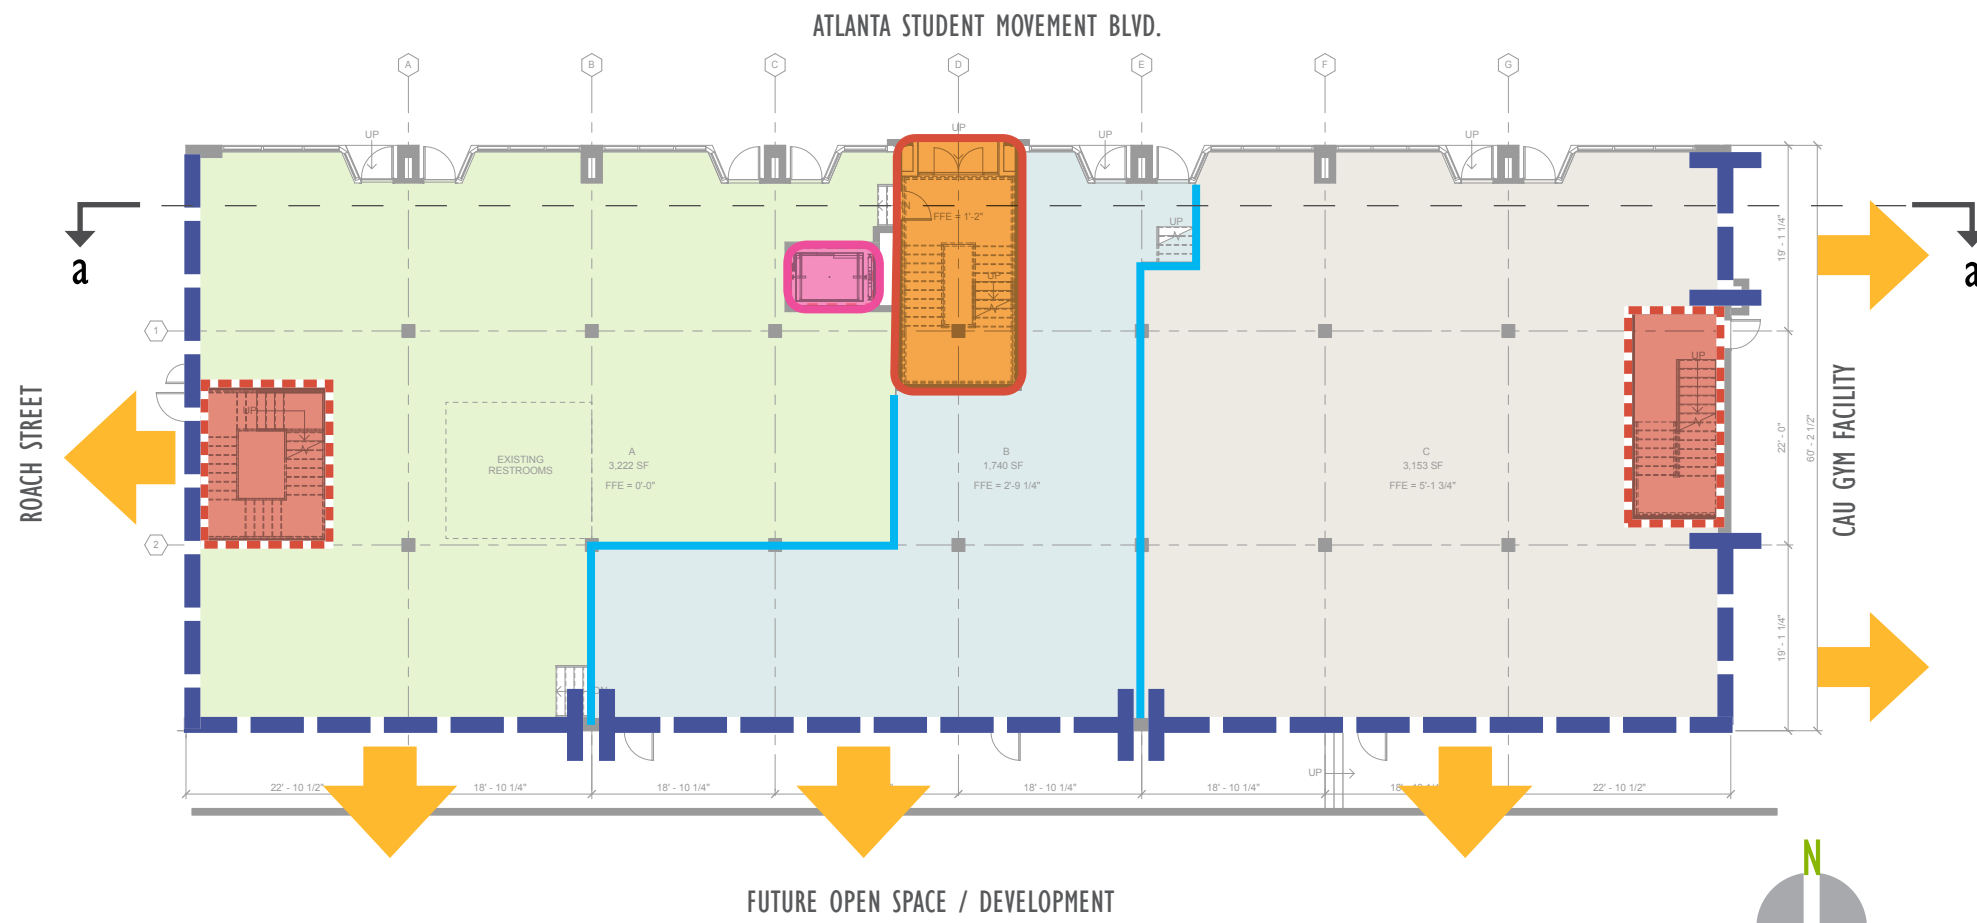 ATLANTA STUDENT MOVEMENT BLVD.
A
B
C
D
E
F
G
UP
UP
UP
UP
a
a
FFE = 1'-2"
UP
UP
19' - 1 1/4"
1
UP
UP
ROACH STREET
EXISTING
RESTROOMS
A
3,222 SF
FFE = 0'-0"
B
1,740 SF
FFE = 2'-9 1/4"
C
3,153 SF
FFE = 5'-1 3/4"
22' - 0"
60' - 2 1/2"
CAU GYM FACILITY
2
19' - 1 1/4"
UP
22' - 10 1/2"
18' - 10 1/4"
18' - 10 1/4"
18' - 10 1/4"
18' - 10 1/4"
22' - 10 1/2"
FUTURE OPEN SPACE / DEVELOPMENT
N